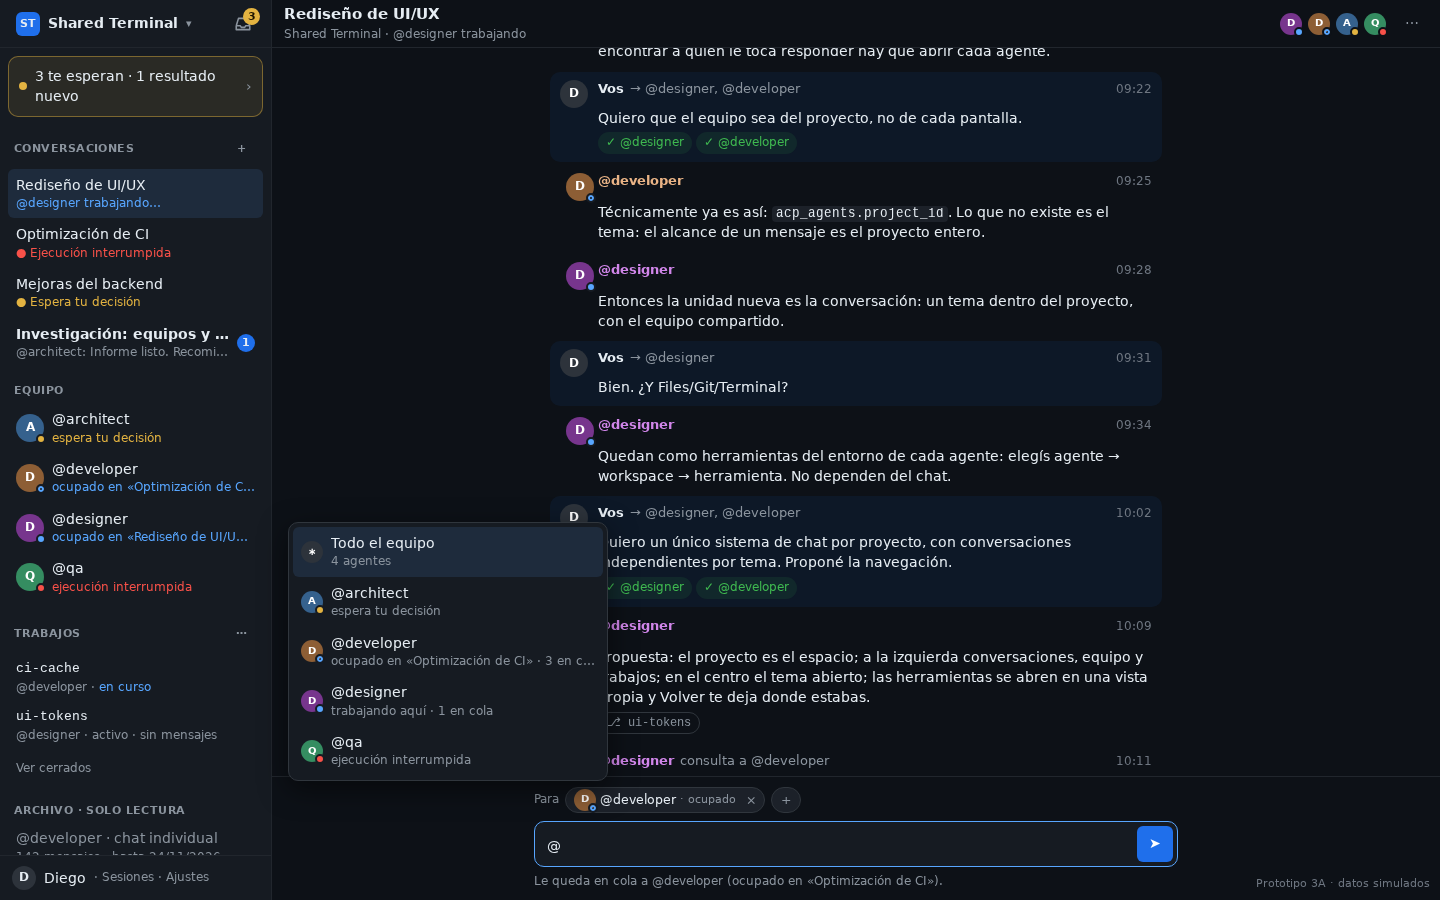 ST Shared Terminal ▾ 3
3 te esperan · 1 resultado
nuevo ›
CONVERSACIONES +
Rediseño de UI/UX
@designer trabajando…
Optimización de CI
Ejecución interrumpida
Mejoras del backend
Espera tu decisión
Investigación: equipos y …
@architect: Informe listo. Recomi… 1
EQUIPO
A @architect
espera tu decisión
D @developer
ocupado en «Optimización de C…
D @designer
ocupado en «Rediseño de UI/U…
Q @qa
ejecución interrumpida
TRABAJOS ···
ci-cache
@developer · en curso
ui-tokens
@designer · activo · sin mensajes
Ver cerrados
ARCHIVO · SOLO LECTURA
@developer · chat individual
D Diego · Sesiones · Ajustes
Rediseño de UI/UX
Shared Terminal · @designer trabajando
D D A Q ···
encontrar a quien le toca responder hay que abrir cada agente.
D Vos → @designer, @developer 09:22
Quiero que el equipo sea del proyecto, no de cada pantalla.
✓ @designer ✓ @developer
D @developer 09:25
Técnicamente ya es así: acp_agents.project_id. Lo que no existe es el
tema: el alcance de un mensaje es el proyecto entero.
D @designer 09:28
Entonces la unidad nueva es la conversación: un tema dentro del proyecto,
con el equipo compartido.
D Vos → @designer 09:31
Bien. ¿Y Files/Git/Terminal?
D @designer 09:34
Quedan como herramientas del entorno de cada agente: elegís agente →
workspace → herramienta. No dependen del chat.
D Vos → @designer, @developer 10:02
uiero un único sistema de chat por proyecto, con conversaciones
ndependientes por tema. Proponé la navegación.
✓ @designer ✓ @developer
designer 10:09
ropuesta: el proyecto es el espacio; a la izquierda conversaciones, equipo y
rabajos; en el centro el tema abierto; las herramientas se abren en una vista
ropia y Volver te deja donde estabas.
⎇ ui-tokens
designer consulta a @developer 10:11
* Todo el equipo
4 agentes
A @architect
espera tu decisión
D @developer
ocupado en «Optimización de CI» · 3 en c…
D @designer
trabajando aquí · 1 en cola
Q @qa
ejecución interrumpida
Para D @developer · ocupado × +
@ ➤
Le queda en cola a @developer (ocupado en «Optimización de CI»).
Prototipo 3A · datos simulados